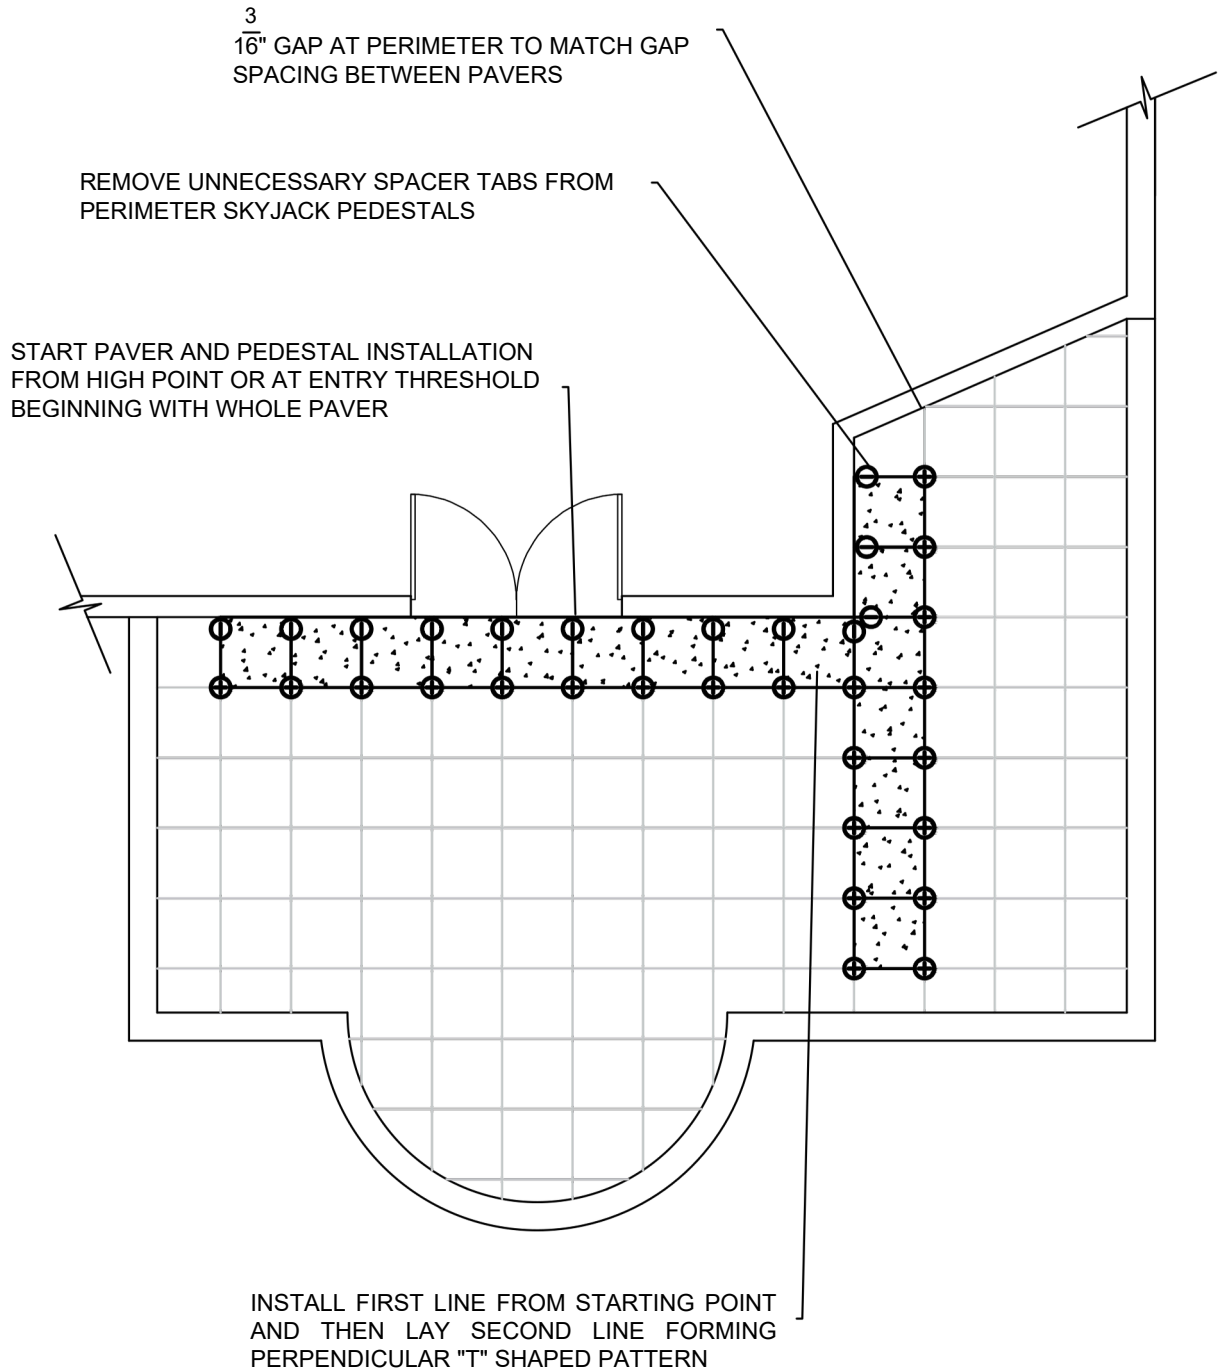 3
16" GAP AT PERIMETER TO MATCH GAP
SPACING BETWEEN PAVERS
REMOVE UNNECESSARY SPACER TABS FROM
PERIMETER SKYJACK PEDESTALS
START PAVER AND PEDESTAL INSTALLATION
FROM HIGH POINT OR AT ENTRY THRESHOLD
BEGINNING WITH WHOLE PAVER
INSTALL FIRST LINE FROM STARTING POINT
AND THEN LAY SECOND LINE FORMING
PERPENDICULAR "T" SHAPED PATTERN